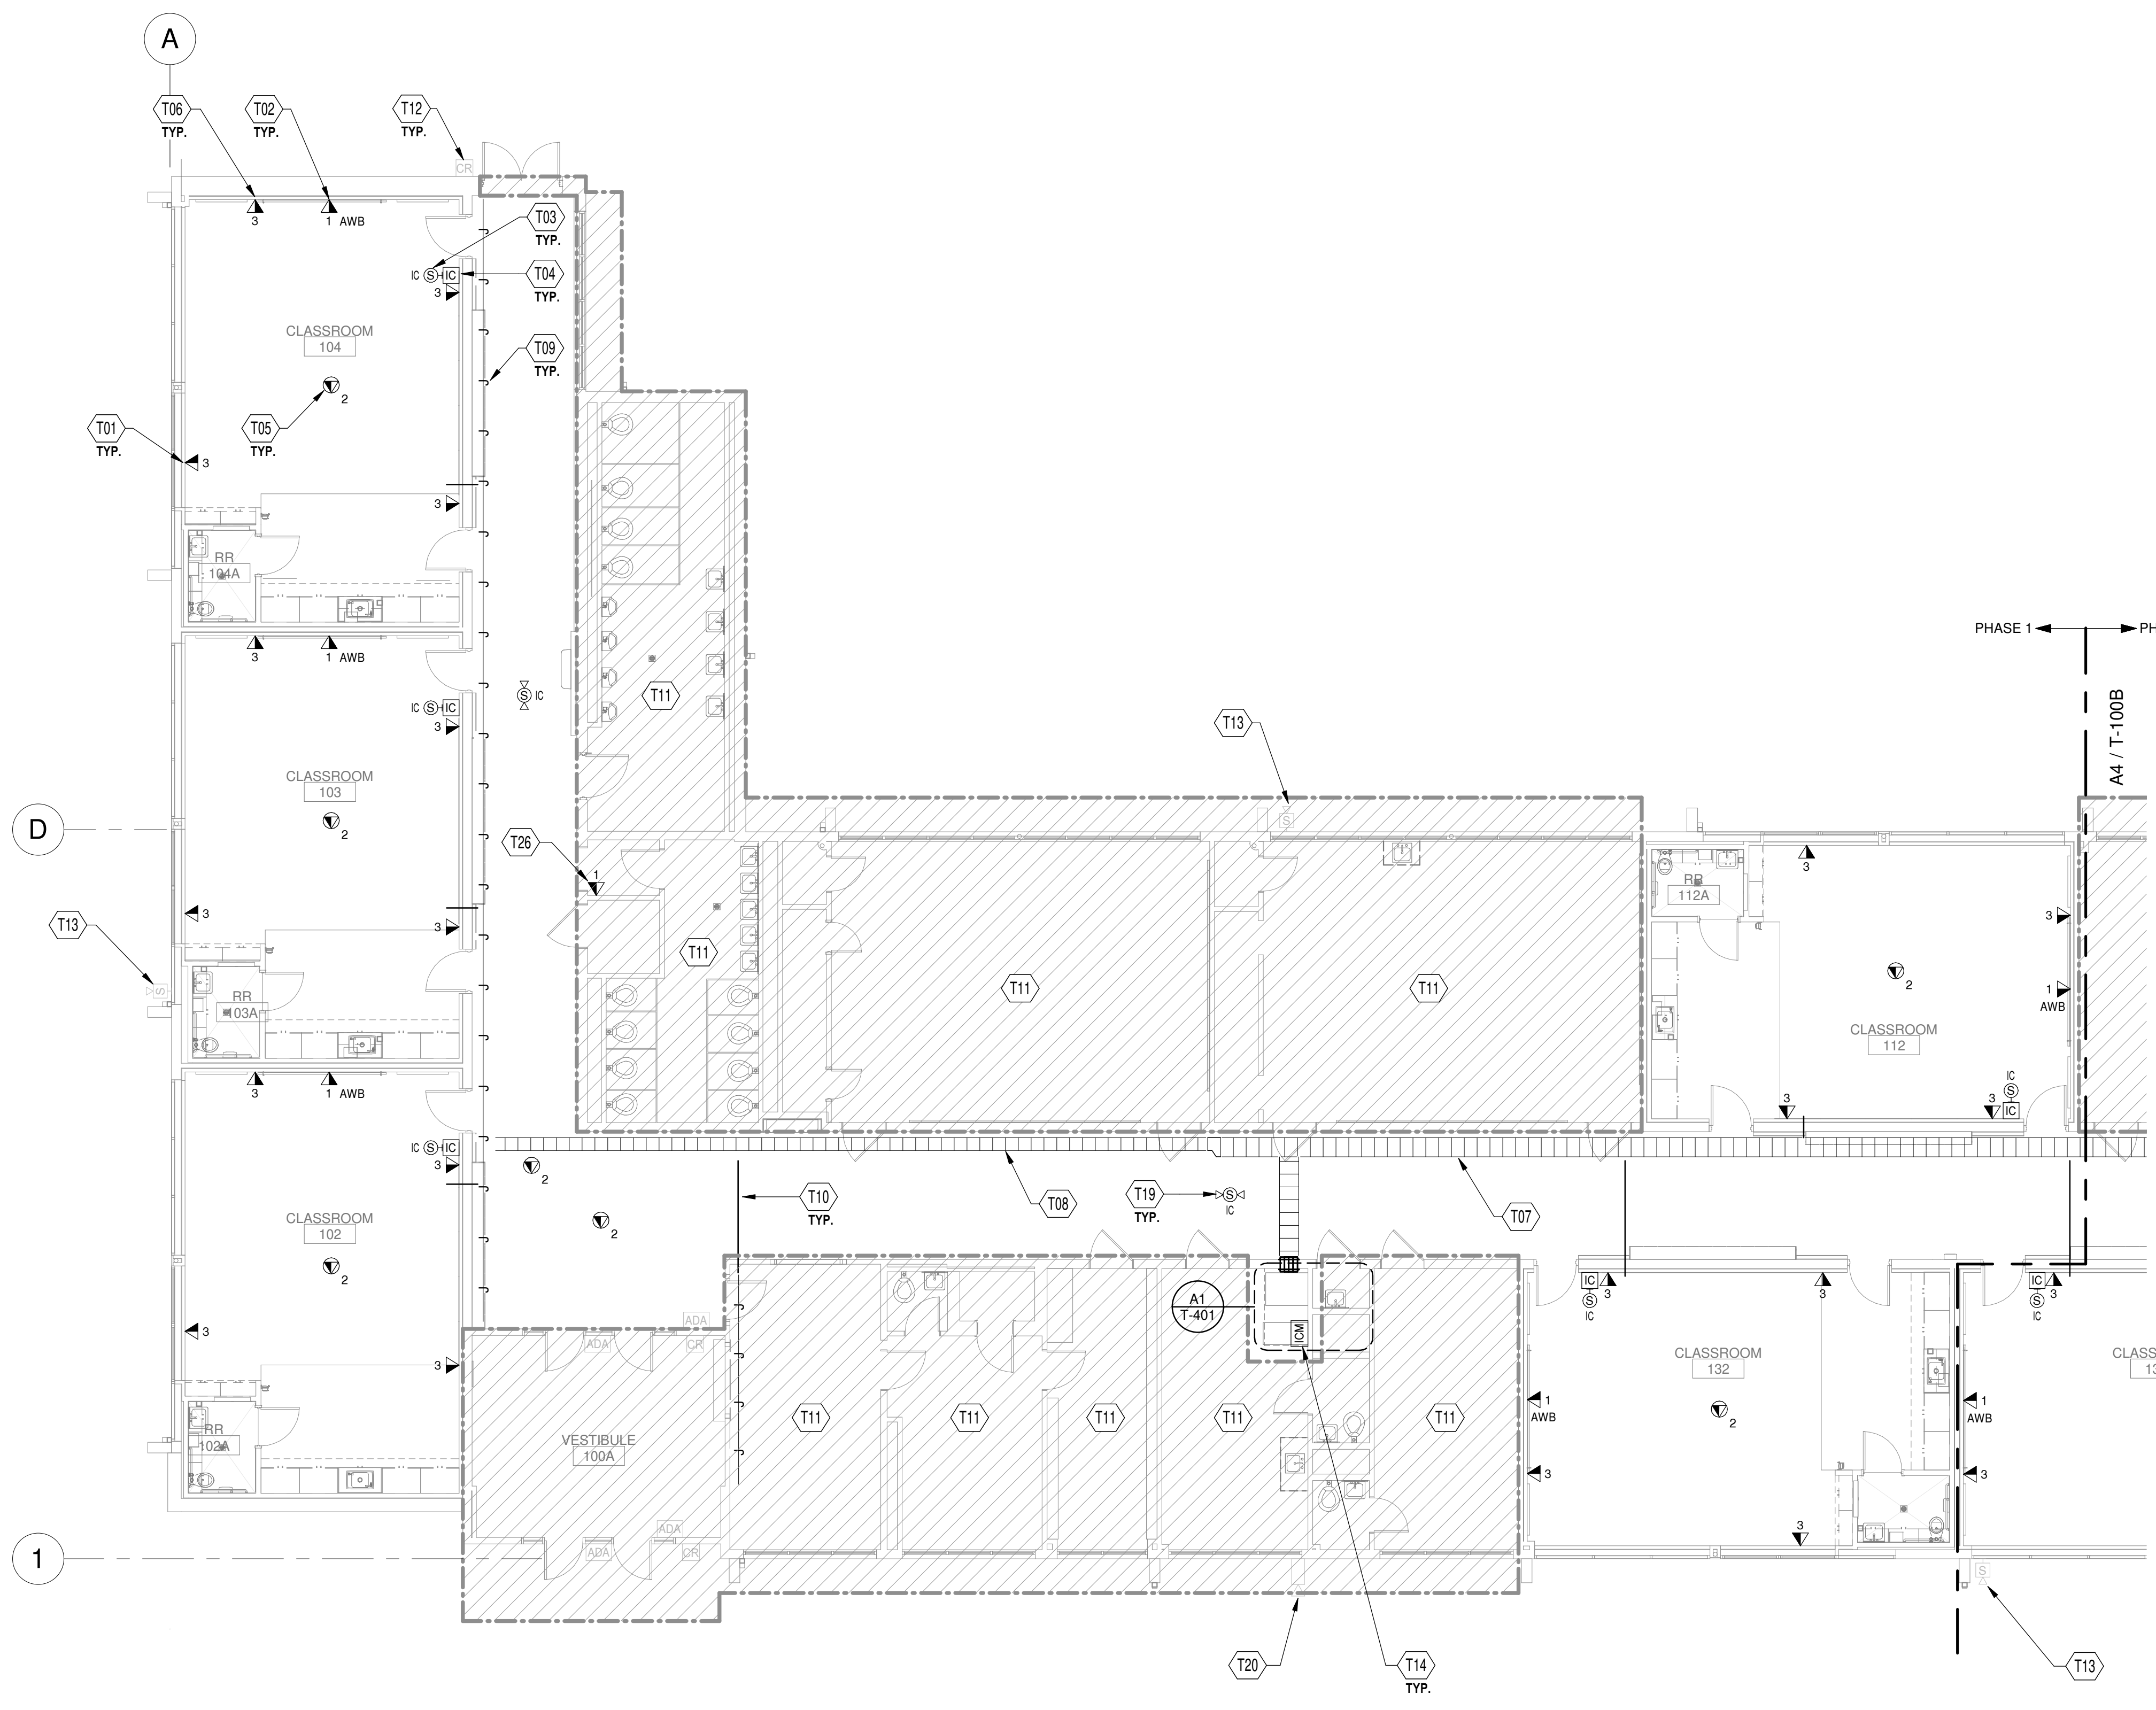 A
T06
TYP.
T02
TYP.
T12
TYP.
CR
3
1 AWB
T03
TYP.
IC S IC
T04
TYP.
3
CLASSROOM
104
T09
TYP.
2
T01
TYP.
T05
TYP.
3
3
RR
104A
3
1 AWB
PHASE 1
PH
A4 / T-100B
IC S IC
3
S IC
T11
T13
S
CLASSROOM
103
2
D
T26
1
3
3
T13
S
RR
103A
T11
T11
T11
RR
112A
3
3
2
1
AWB
CLASSROOM
112
3
3
IC
S
IC
3
1 AWB
IC S IC
3
2
CLASSROOM
102
2
2
T10
TYP.
T08
T19
TYP.
S
IC
T07
3
3
A1
T-401
ICM
ADA
ADA
CR
IC
S
IC
3
3
IC
S
IC
3
CLASSROOM
132
2
CLASS
13
1
AWB
3
1
AWB
3
3
RR
102A
VESTIBULE
100A
T11
T11
T11
T11
T11
ADA
ADA
CR
1
S
T20
T14
TYP.
T13